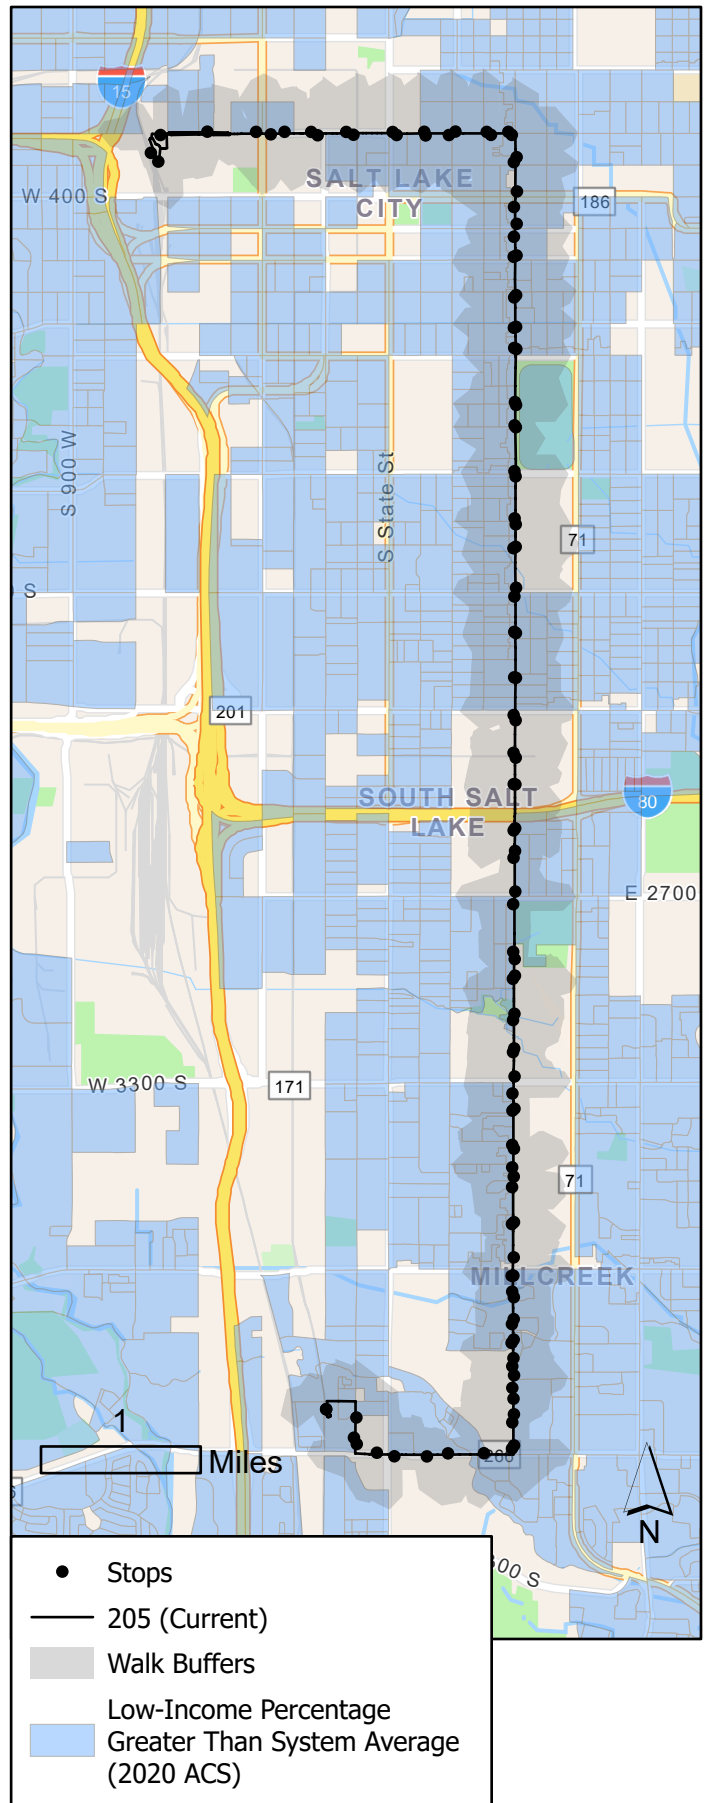 15
SALT LAKE
CITY
W 400 S
186
S 900 W
S State St
71
S
201
SOUTH SALT
LAKE
80
E 2700
W 3300 S
171
71
MILLCREEK
1
Miles
266
N
Stops
205 (Current)
Walk Buffers
Low-Income Percentage
Greater Than System Average
(2020 ACS)